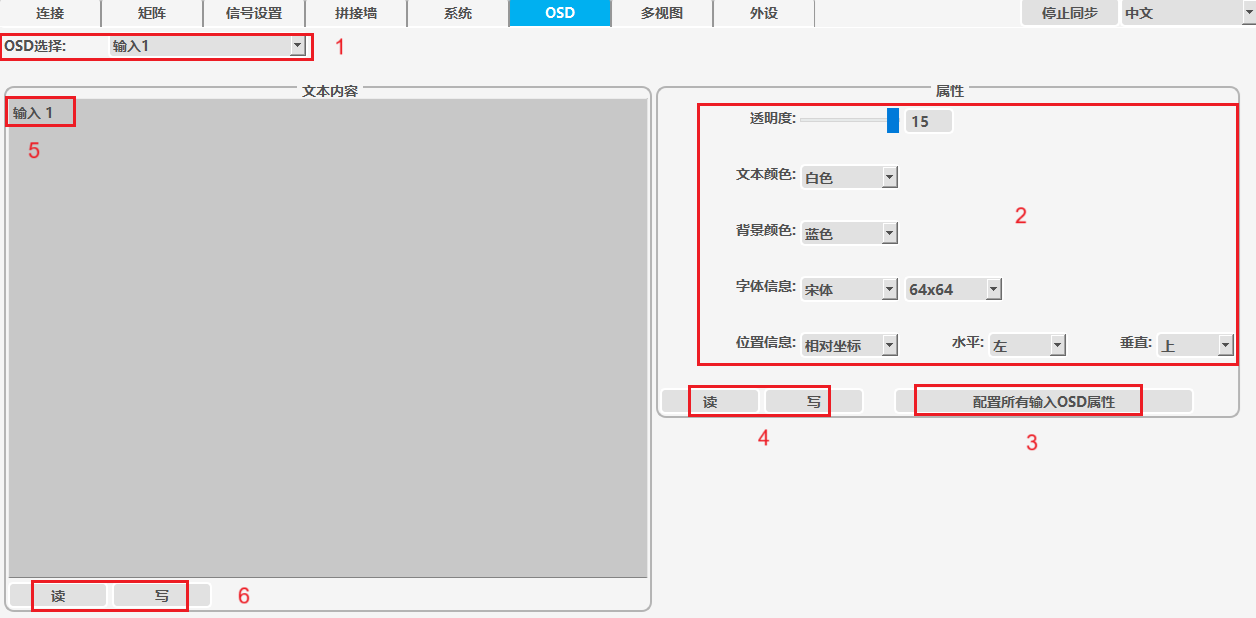 连接 矩阵 信号设置 拼接墙 系统 OSD 多视图 外设 停止同步 中文
OSD选择: 输入1 1
文本内容 属性
输入 1
5
透明度: 15
文本颜色: 白色
2
背景颜色: 蓝色
字体信息: 宋体 64x64
位置信息: 相对坐标 水平: 左 垂直: 上
读 写 配置所有输入OSD属性
4 3
读 写 6